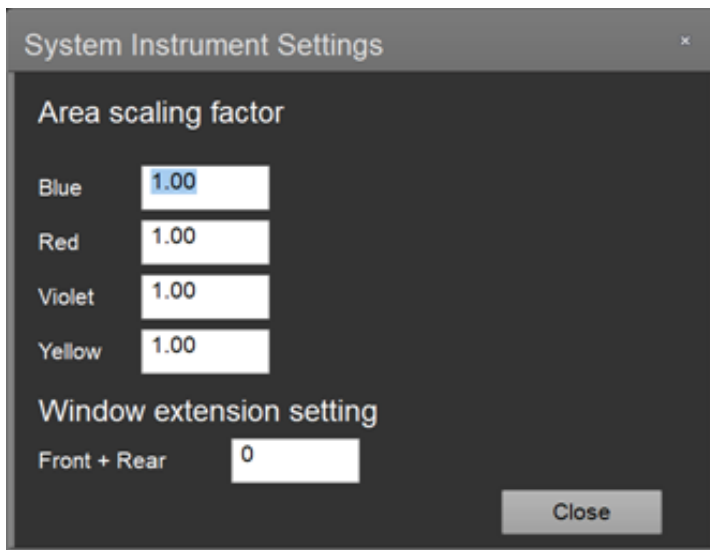 System Instrument Settings ×
Area scaling factor
Blue 1.00
Red 1.00
Violet 1.00
Yellow 1.00
Window extension setting
Front + Rear 0
Close